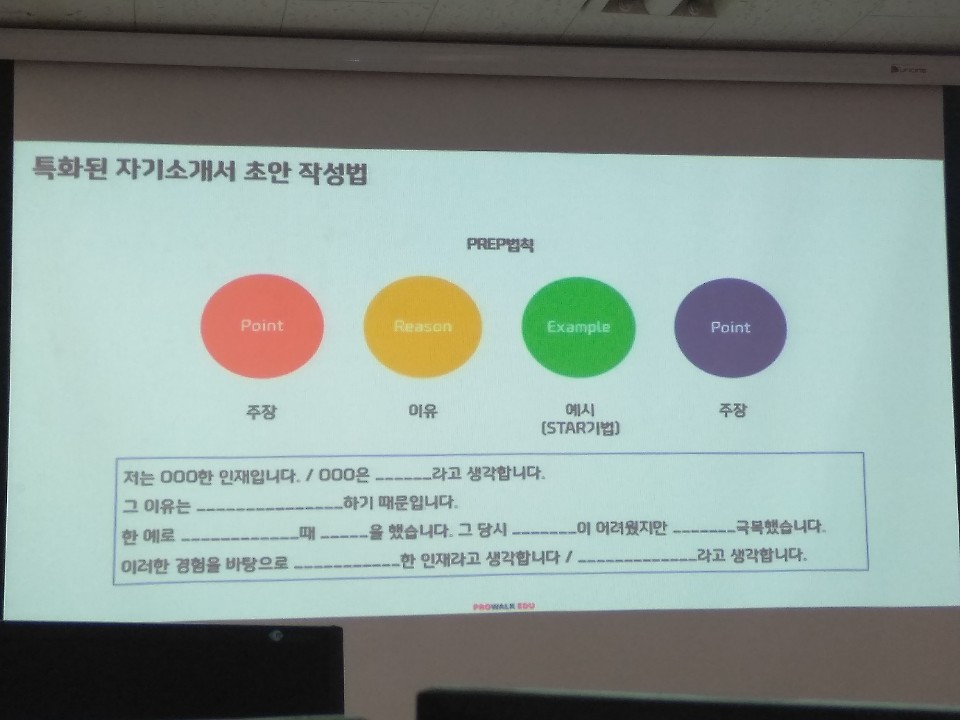 특화된 자기소개서 초안 작성법
PREP법칙
Point
Reason
Example
Point
주장
이유
예시
(STAR기법)
주장
저는 OOO한 인재입니다. / OOO은 ______라고 생각합니다.
그 이유는 _______________하기 때문입니다.
한 예로 ____________때 _____을 했습니다. 그 당시 _______이 어려웠지만 _______극복했습니다.
이러한 경험을 바탕으로 ___________한 인재라고 생각합니다 / ____________라고 생각합니다.
PROWALK EDU